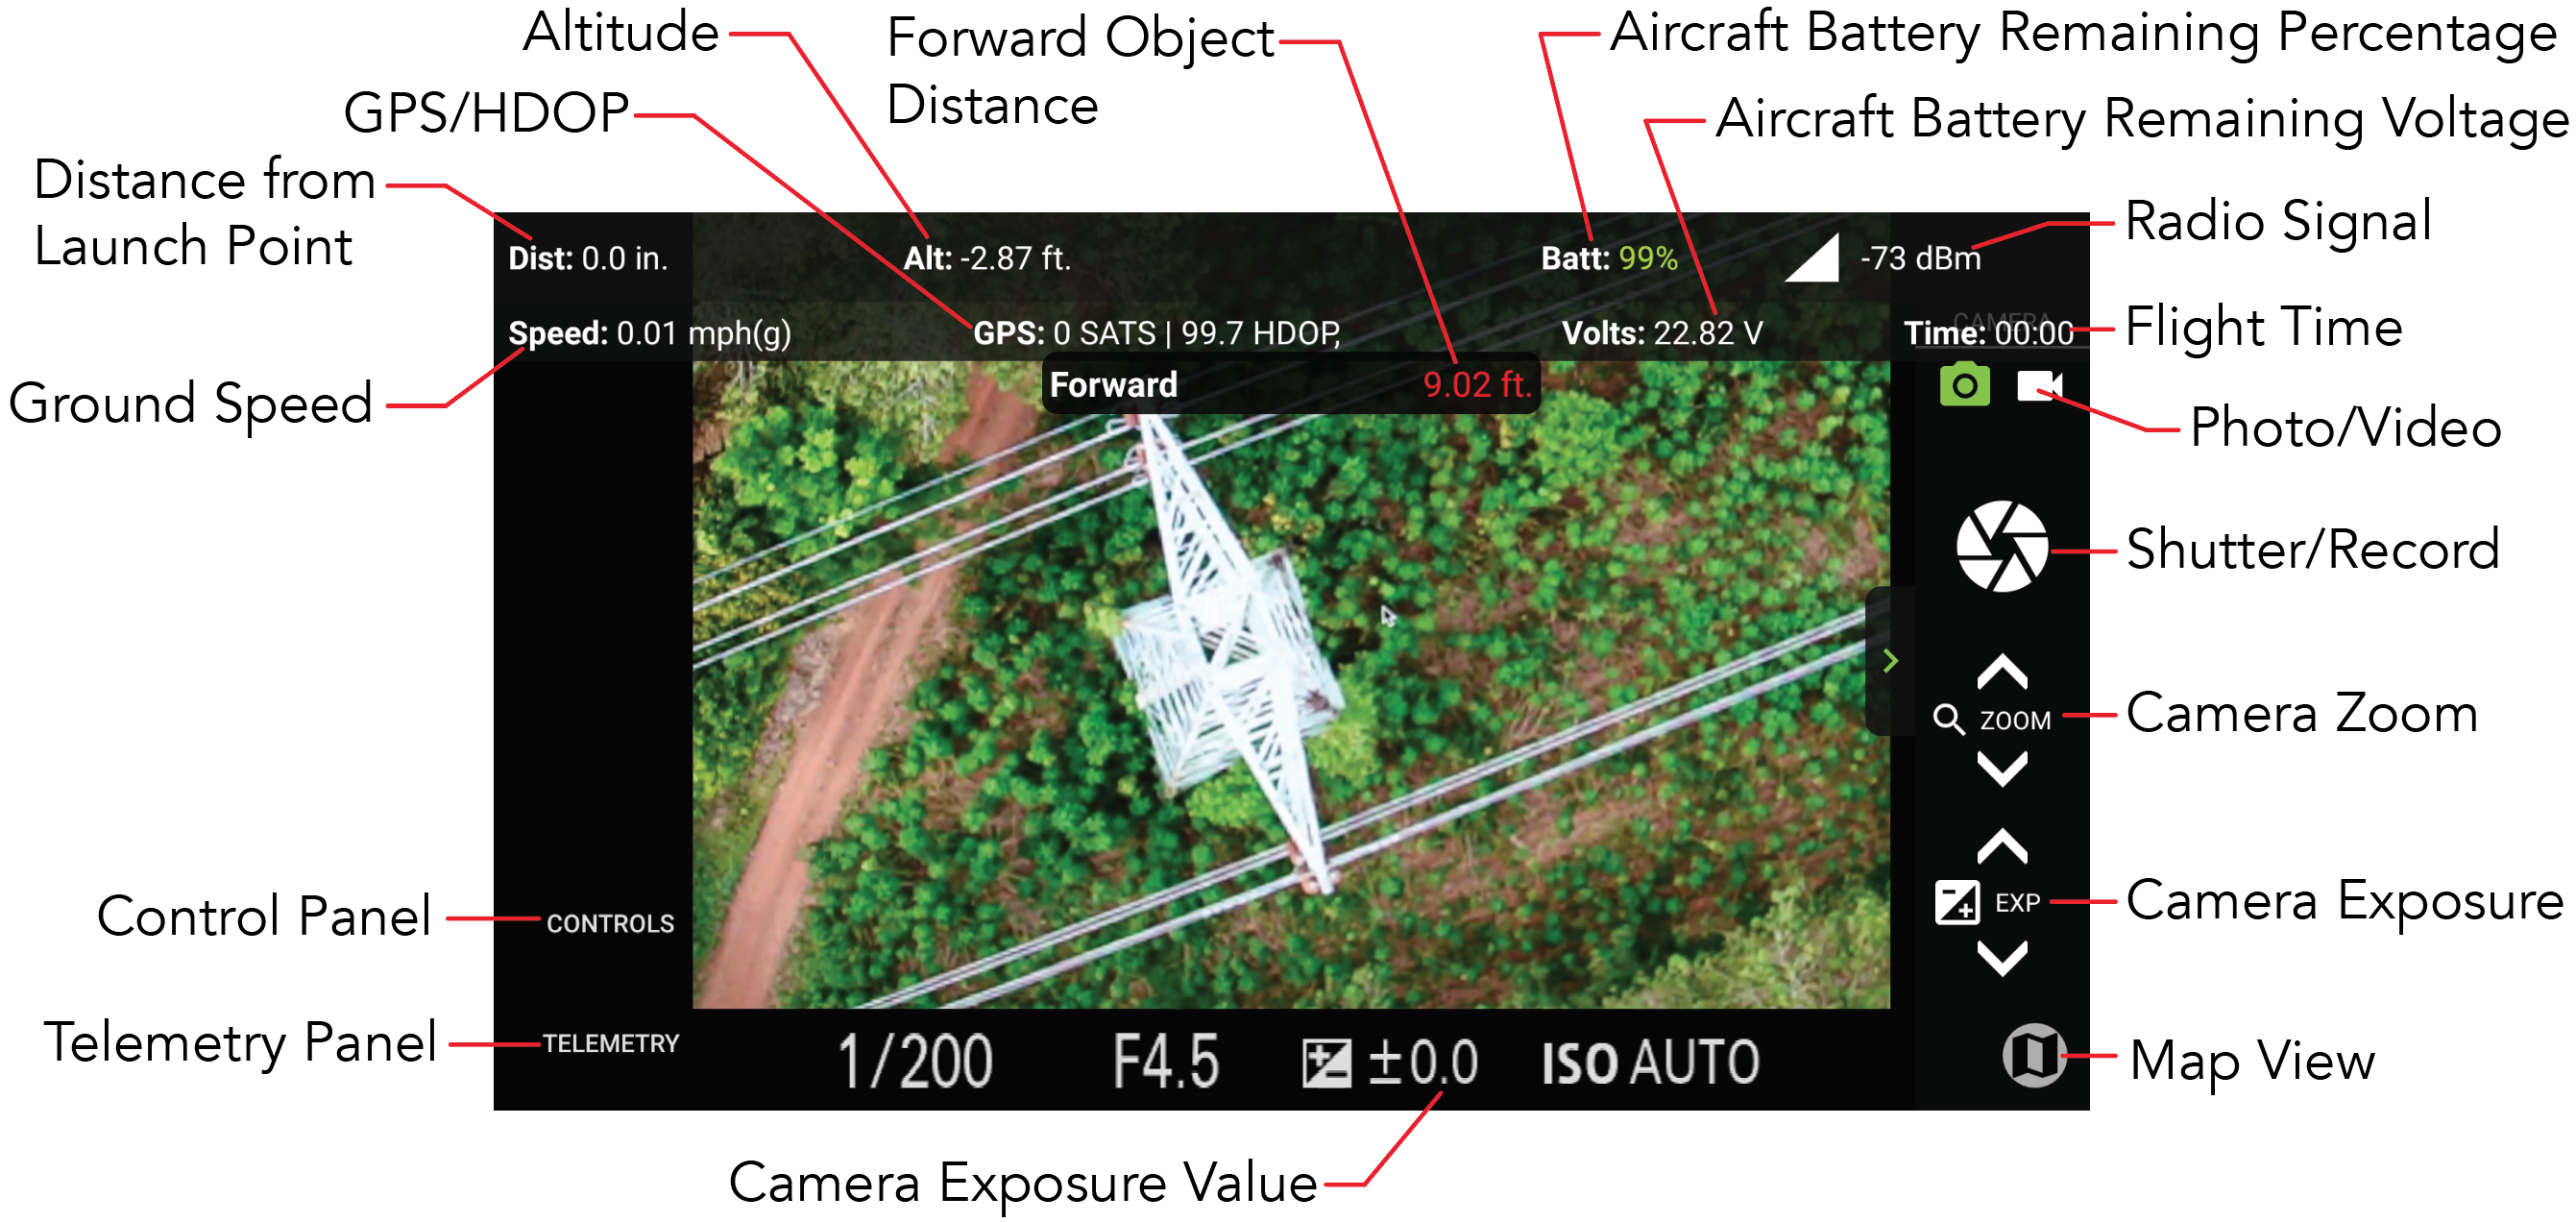 Altitude
Forward Object
Distance
Aircraft Battery Remaining Percentage
GPS/HDOP
Aircraft Battery Remaining Voltage
Distance from
Launch Point
Radio Signal
Dist: 0.0 in.
Alt: -2.87 ft.
Batt: 99%
-73 dBm
CAMERA
Speed: 0.01 mph(g)
GPS: 0 SATS | 99.7 HDOP,
Volts: 22.82 V
Time: 00:00
Flight Time
Forward 9.02 ft.
Ground Speed
Photo/Video
Shutter/Record
ZOOM
Camera Zoom
EXP
Camera Exposure
Control Panel
CONTROLS
Telemetry Panel
TELEMETRY
1/200
F4.5
±0.0
ISO AUTO
Map View
Camera Exposure Value